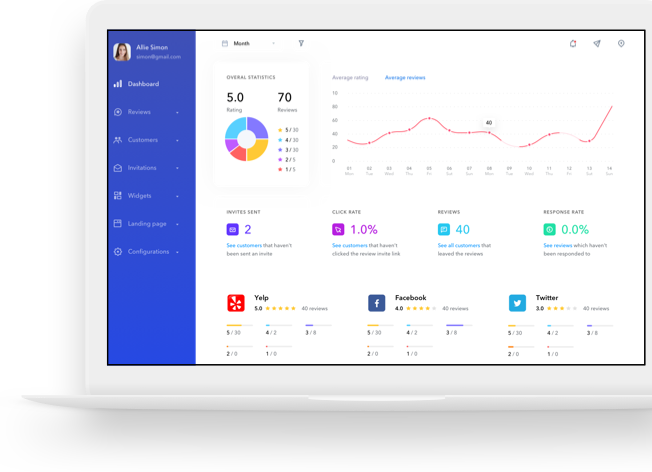 Allie Simon
simon@gmail.com
Dashboard
Reviews
Customers
Invitations
Widgets
Landing page
Configurations
Month
OVERAL STATISTICS
5.0 70
Rating Reviews
5 / 30
4 / 30
3 / 30
2 / 5
1 / 5
Average rating Average reviews
10
80
60
40
20
0
40
01 02 03 04 05 06 07 08 09 10 11 12 13 14
Mon Tue Wed Thu Fri Sat Sun Mon Tue Wed Thu Fri Sat Sun
INVITES SENT
2
See customers that haven't
been sent an invite
CLICK RATE
1.0%
See customers that haven't
clicked the review invite link
REVIEWS
40
See all customers that
leaved the reviews
RESPONSE RATE
0.0%
See reviews which haven't
been responded to
Yelp
5.0 40 reviews
5 / 30 4 / 2 3 / 8
2 / 0 1 / 0
Facebook
4.0 40 reviews
5 / 30 4 / 2 3 / 8
2 / 0 1 / 0
Twitter
3.0 40 reviews
5 / 30 4 / 2 3 / 8
2 / 0 1 / 0